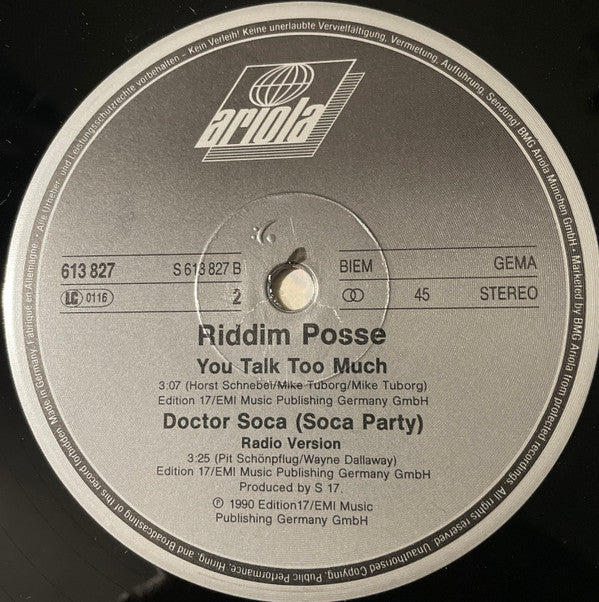 Alle Urheber- und Leistungsschutzrechte vorbehalten - Kein Verleih! Keine unerlaubte Vervielfältigung, Vermietung, Aufführung, Sendung! BMG Ariola München GmbH - Marketed by BMG Ariola from protected recordings. All rights reserved. Unauthorised Copying, Public Performance, Hiring, and Broadcasting of this record forbidden. Made in Germany. Fabriqué en Allemagne.
ariola
613 827 S 613 827 B BIEM GEMA
LC 0116 2 45 STEREO
Riddim Posse
You Talk Too Much
3:07 (Horst Schnebel/Mike Tuborg/Mike Tuborg)
Edition 17/EMI Music Publishing Germany GmbH
Doctor Soca (Soca Party)
Radio Version
3:25 (Pit Schönpflug/Wayne Dallaway)
Edition 17/EMI Music Publishing Germany GmbH
Produced by S 17.
Ⓟ 1990 Edition17/EMI Music
Publishing Germany GmbH